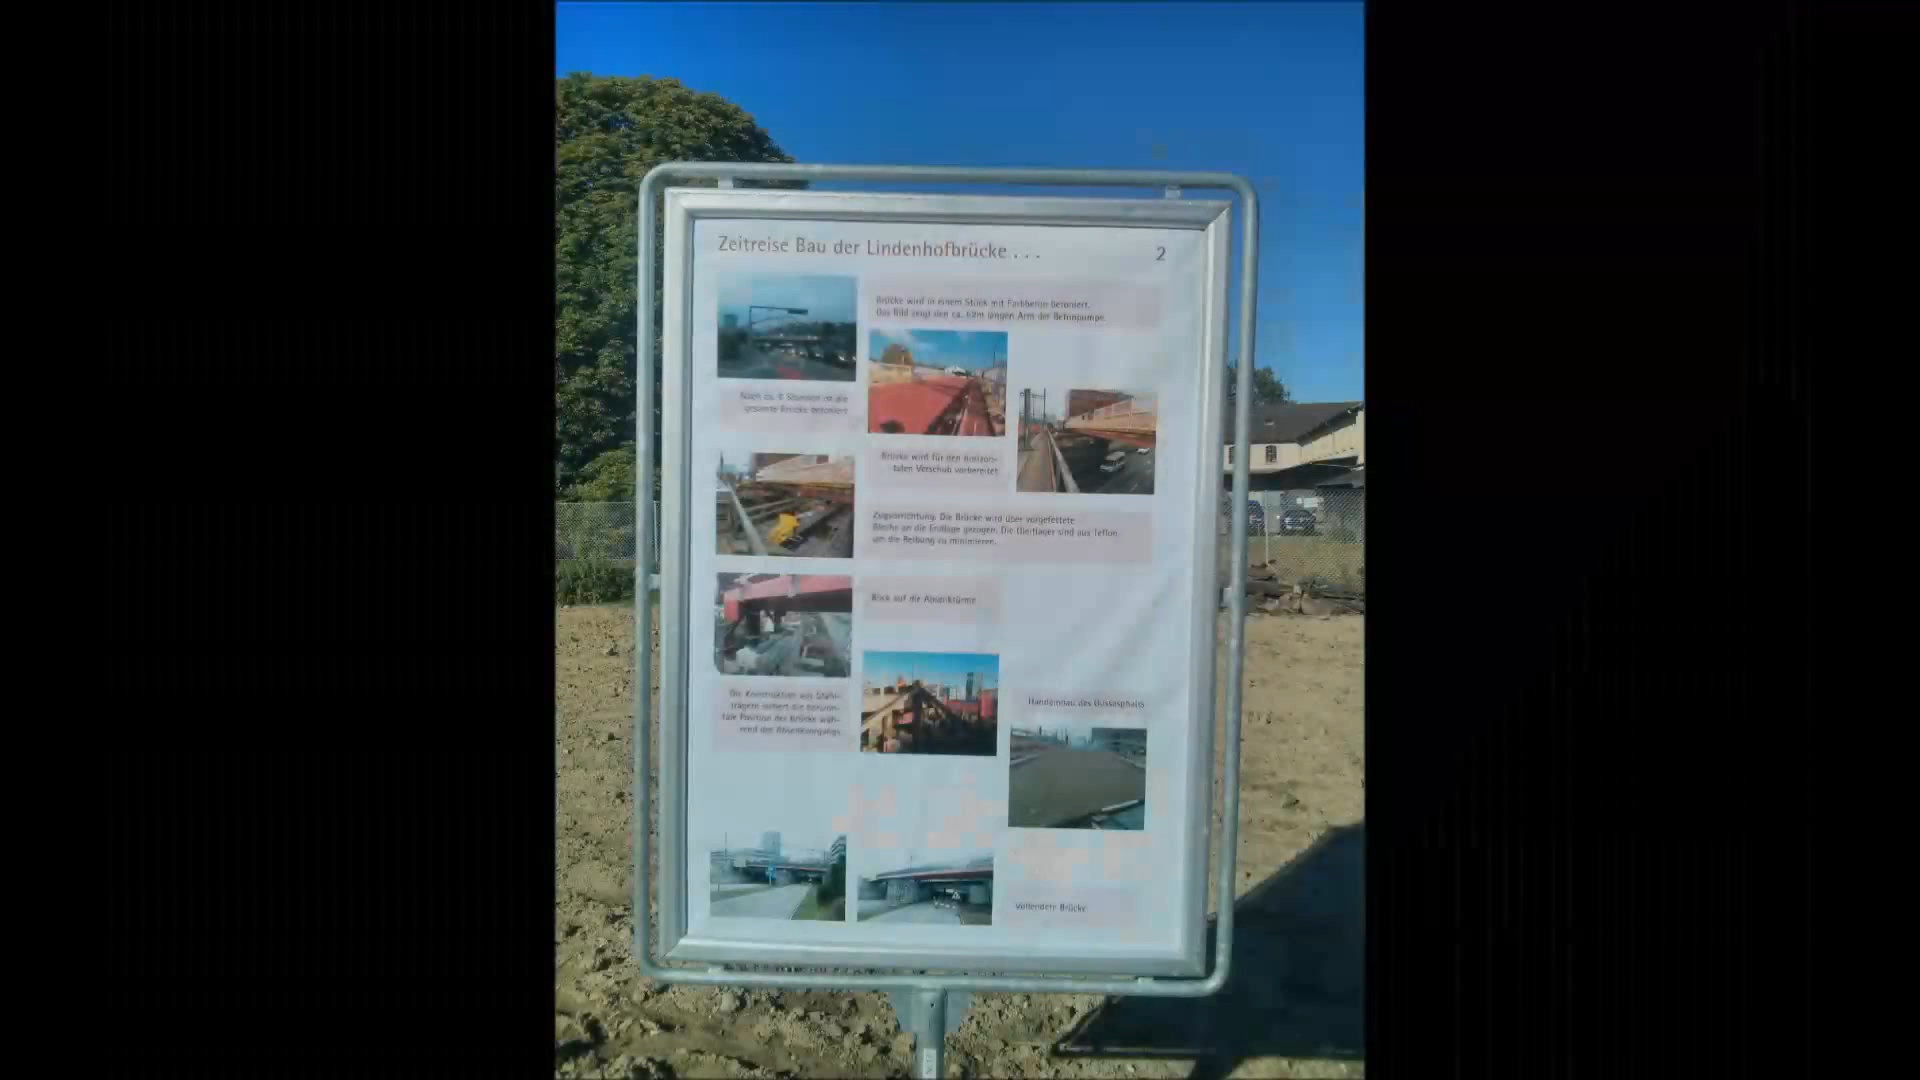 Zeitreise Bau der Lindenhofbrücke . . .
2
Brücke wird in einem Stück mit Farbbeton betoniert.
Das Bild zeigt den ca. 52m langen Arm der Betonpumpe.
Nach ca. 9 Stunden ist die
gesamte Brücke betoniert
Brücke wird für den horizon-
talen Verschub vorbereitet
Zugvorrichtung. Die Brücke wird über vorgefettete
Bleche an die Endlage gezogen. Die Gleitlager sind aus Teflon,
um die Reibung zu minimieren.
Blick auf die Absenktürme
Die Konstruktion aus Stahl-
trägern sichert die horizon-
tale Position der Brücke wäh-
rend des Absenkvorgangs
Handeinbau des Gussasphalts
Vollendete Brücke